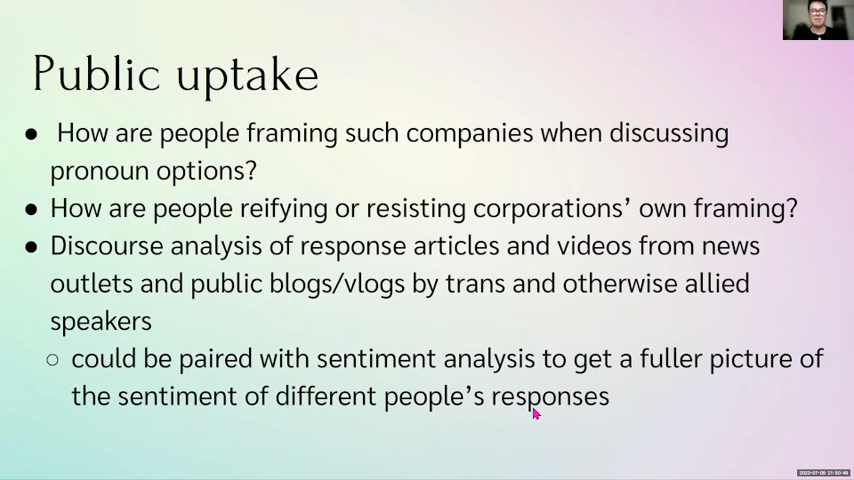 Public uptake
● How are people framing such companies when discussing
pronoun options?
● How are people reifying or resisting corporations’ own framing?
● Discourse analysis of response articles and videos from news
outlets and public blogs/vlogs by trans and otherwise allied
speakers
○ could be paired with sentiment analysis to get a fuller picture of
the sentiment of different people’s responses